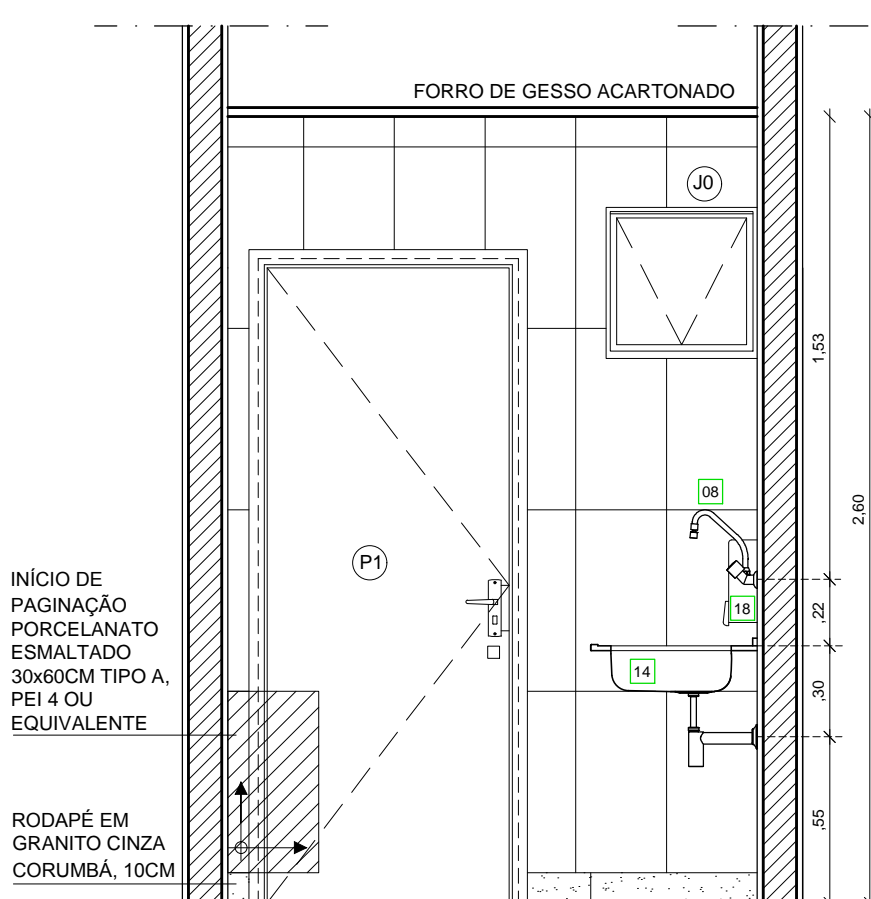 FORRO DE GESSO ACARTONADO
J0
1,53
2,60
08
P1
INÍCIO DE
PAGINAÇÃO
PORCELANATO
ESMALTADO
30x60CM TIPO A,
PEI 4 OU
EQUIVALENTE
18
,22
14
,30
RODAPÉ EM
GRANITO CINZA
CORUMBÁ, 10CM
,55